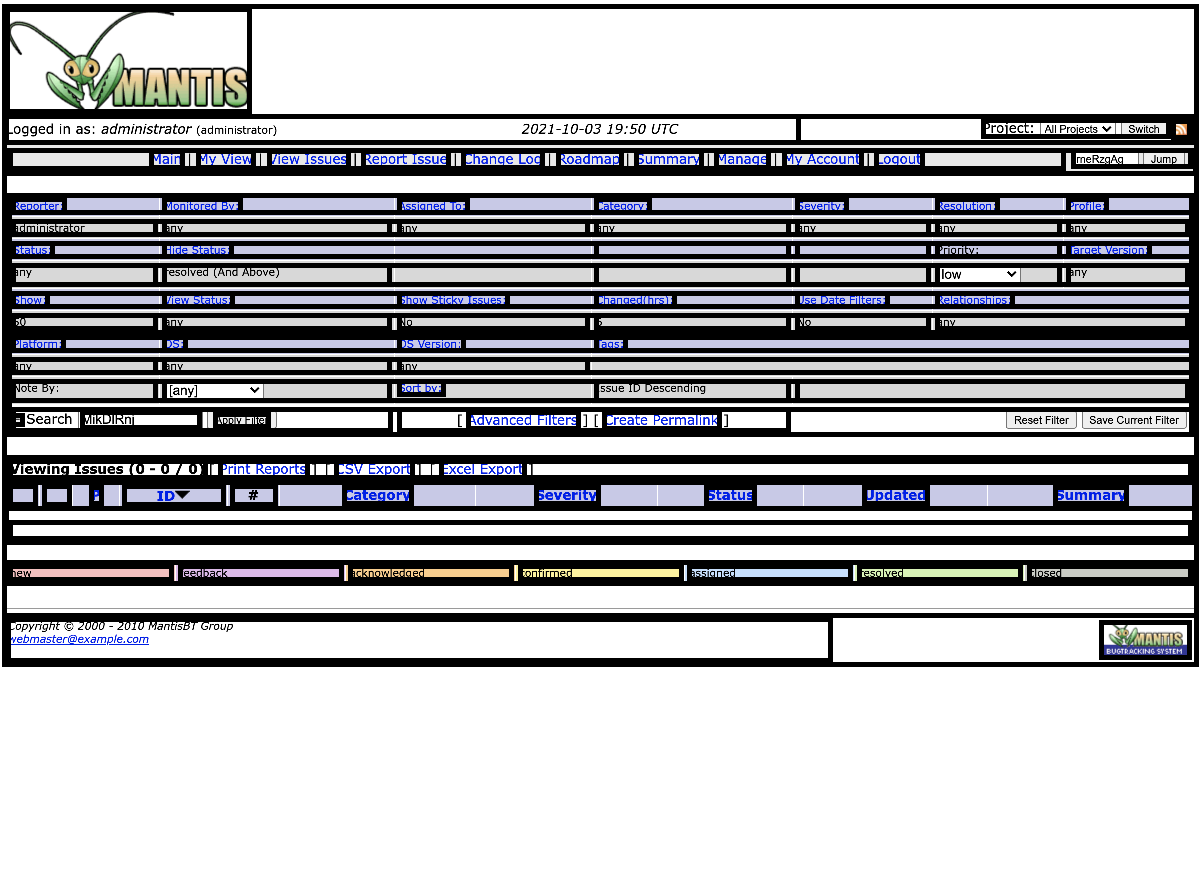 MANTIS
Logged in as: administrator (administrator) 2021-10-03 19:50 UTC Project: All Projects Switch
Main | My View | View Issues | Report Issue | Change Log | Roadmap | Summary | Manage | My Account | Logout rneRzgAg Jump
Reporter: Monitored By: Assigned To: Category: Severity: Resolution: Profile:
administrator any any any any any any
Status: Hide Status: Priority: Target Version:
any resolved (And Above) low any
Show: View Status: Show Sticky Issues: Changed(hrs): Use Date Filters: Relationships:
50 any No 6 No any
Platform: OS: OS Version: Tags:
any any any
Note By: [any] Sort by: Issue ID Descending
Search MikDlRnj Apply Filter [ Advanced Filters ] [ Create Permalink ] Reset Filter Save Current Filter
Viewing Issues (0 - 0 / 0) [ Print Reports ] [ CSV Export ] [ Excel Export ]
P ID # Category Severity Status Updated Summary
new feedback acknowledged confirmed assigned resolved closed
Copyright © 2000 - 2010 MantisBT Group
webmaster@example.com
MANTIS
BUGTRACKING SYSTEM